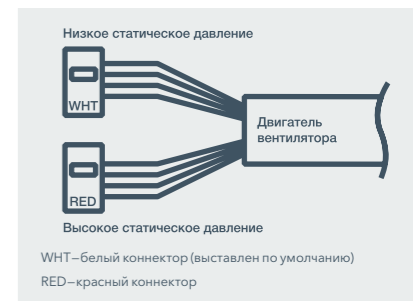 Низкое статическое давление
WHT
Двигатель
вентилятора
RED
Высокое статическое давление
WHT–белый коннектор (выставлен по умолчанию)
RED–красный коннектор